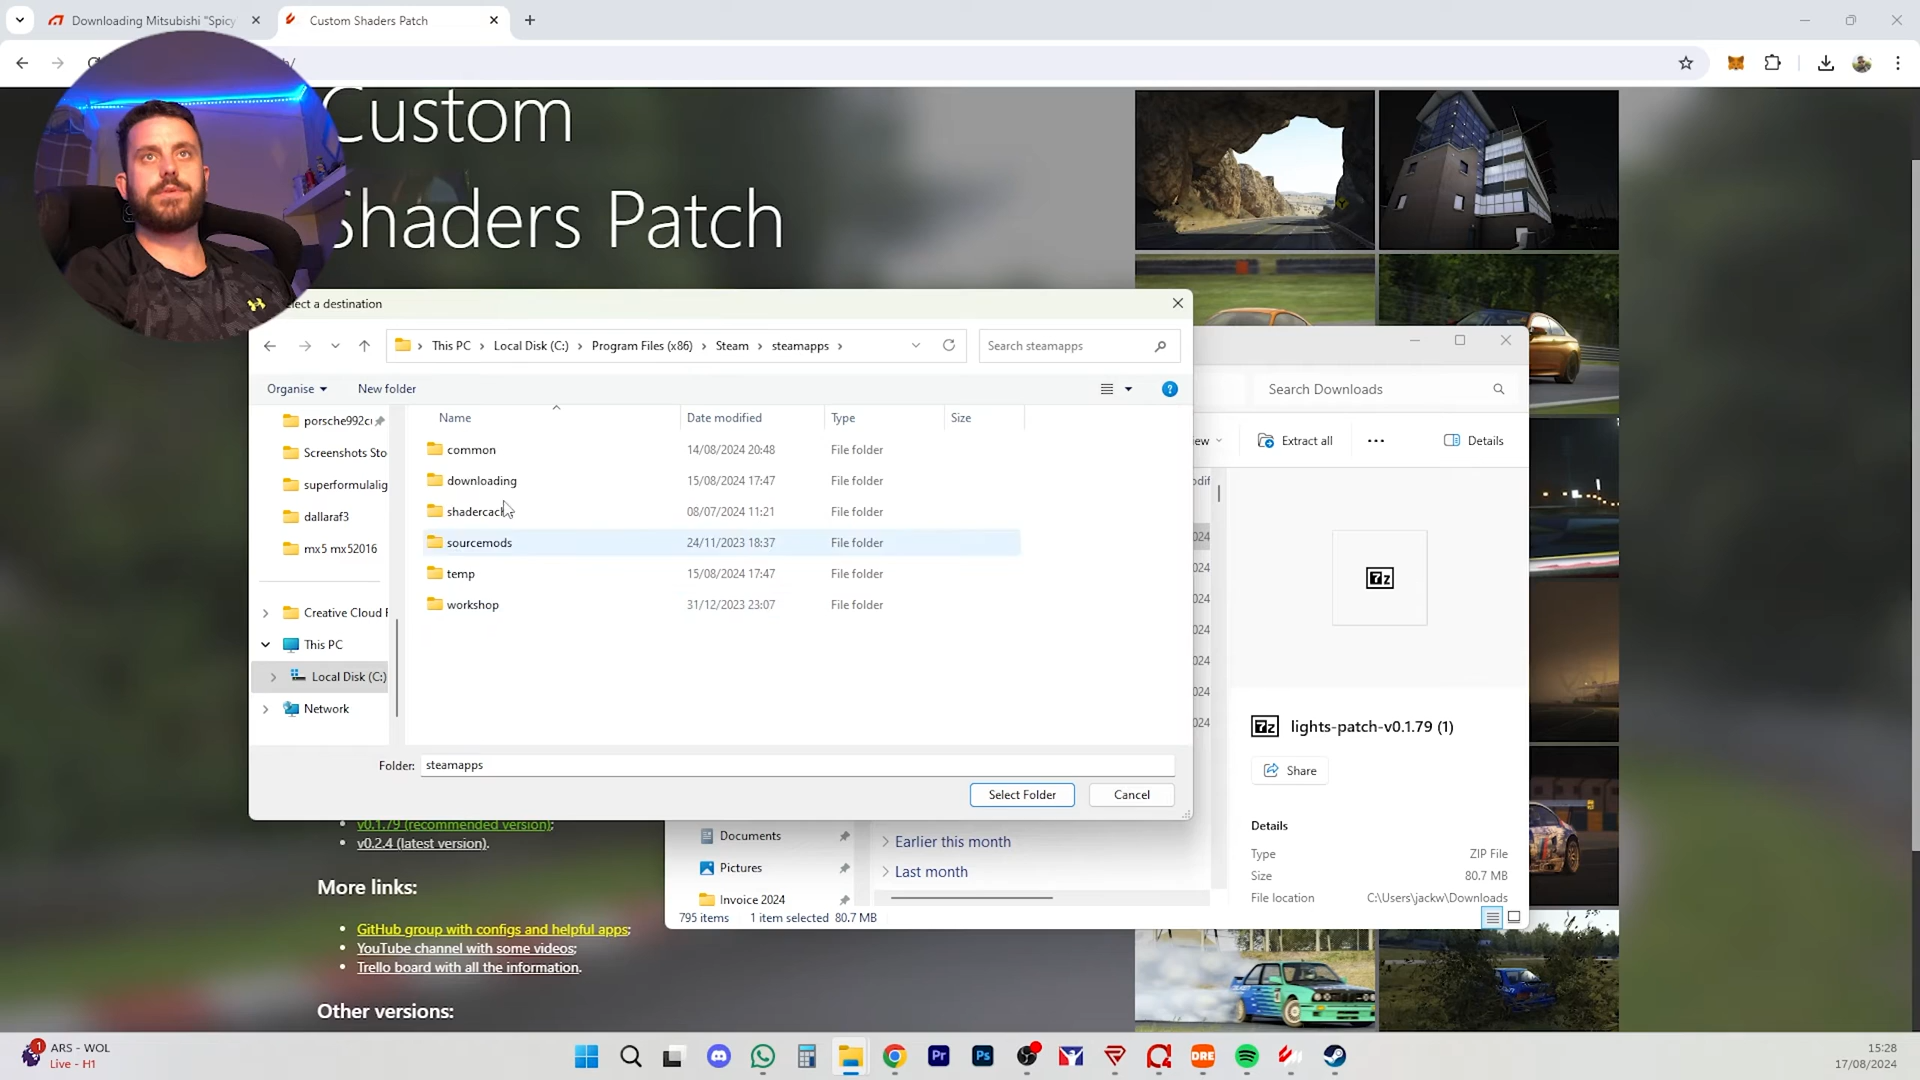 Downloading Mitsubishi "Spicy
Custom Shaders Patch
Custom
Shaders Patch
Select a destination
This PC
Local Disk (C:)
Program Files (x86)
Steam
steamapps
Search steamapps
Organise
New folder
Name
Date modified
Type
Size
common
14/08/2024 20:48
File folder
downloading
15/08/2024 17:47
File folder
shadercache
08/07/2024 11:21
File folder
sourcemods
24/11/2023 18:37
File folder
temp
15/08/2024 17:47
File folder
workshop
31/12/2023 23:07
File folder
porsche992cu
Screenshots Sto
superformulalig
dallaraf3
mx5 mx52016
Creative Cloud F
This PC
Local Disk (C:)
Network
Folder:
steamapps
Select Folder
Cancel
Search Downloads
Extract all
Details
7z
7z
lights-patch-v0.1.79 (1)
Share
Details
Type
ZIP File
Size
80.7 MB
File location
C:\Users\jackw\Downloads
Documents
Pictures
Invoice 2024
Earlier this month
Last month
795 items
1 item selected 80.7 MB
v0.1.79 (recommended version);
v0.2.4 (latest version).
More links:
GitHub group with configs and helpful apps;
YouTube channel with some videos;
Trello board with all the information.
Other versions:
1
ARS - WOL
Live - H1
Pr
Ps
DRE
15:28
17/08/2024